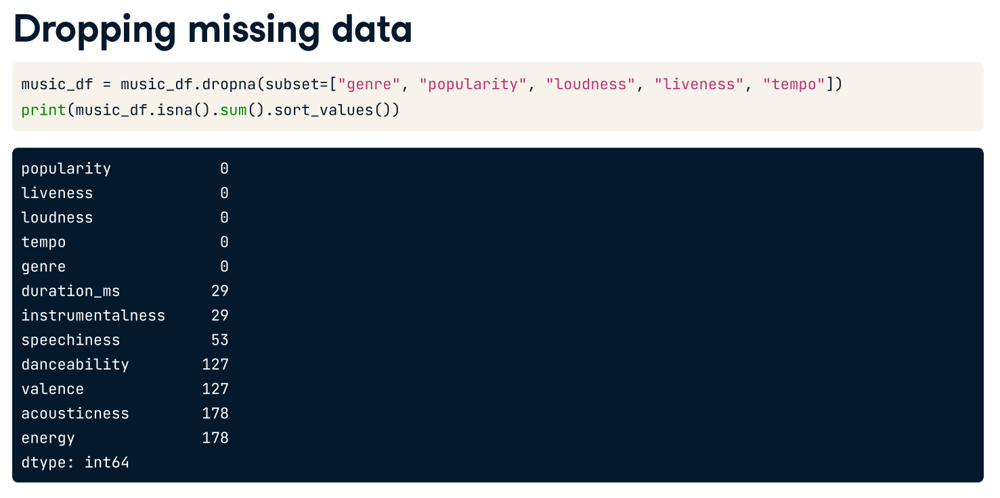 Dropping missing data
music_df = music_df.dropna(subset=["genre", "popularity", "loudness", "liveness", "tempo"])
print(music_df.isna().sum().sort_values())
popularity            0
liveness              0
loudness              0
tempo                 0
genre                 0
duration_ms          29
instrumentalness     29
speechiness          53
danceability        127
valence             127
acousticness        178
energy              178
dtype: int64